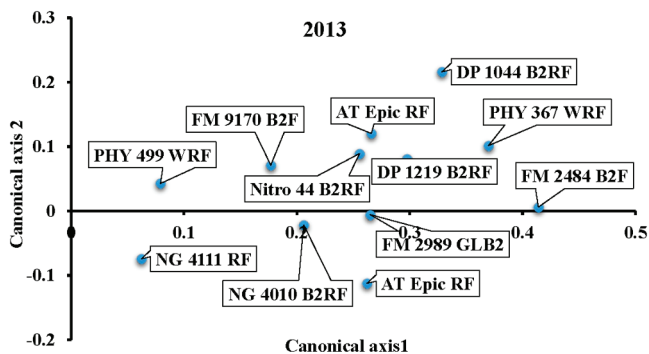 2013
0.3
0.2
0.1
0
-0.1
-0.2
Canonical axis 2
DP 1044 B2RF
AT Epic RF
PHY 367 WRF
FM 9170 B2F
PHY 499 WRF
Nitro 44 B2RF
DP 1219 B2RF
FM 2484 B2F
0
0.1
0.2
0.3
0.4
0.5
FM 2989 GLB2
NG 4111 RF
NG 4010 B2RF
AT Epic RF
Canonical axis1